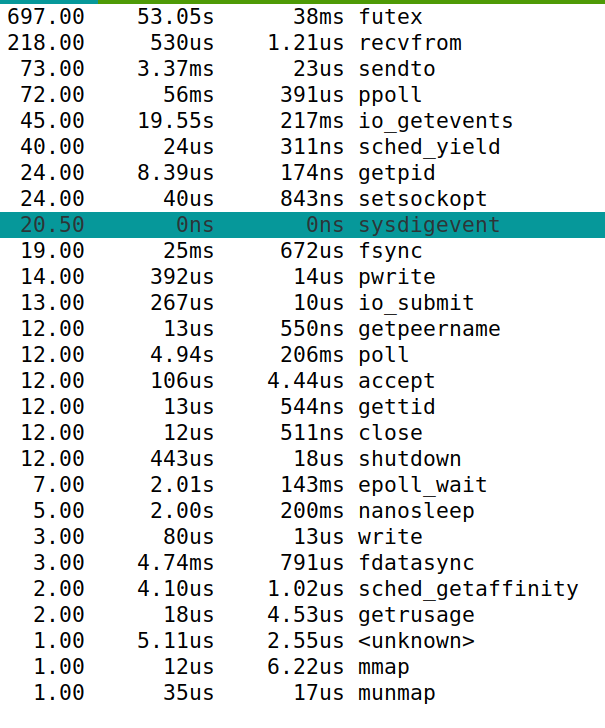 697.00 53.05s 38ms futex
218.00 530us 1.21us recvfrom
73.00 3.37ms 23us sendto
72.00 56ms 391us ppoll
45.00 19.55s 217ms io_getevents
40.00 24us 311ns sched_yield
24.00 8.39us 174ns getpid
24.00 40us 843ns setsockopt
20.50 0ns 0ns sysdigevent
19.00 25ms 672us fsync
14.00 392us 14us pwrite
13.00 267us 10us io_submit
12.00 13us 550ns getpeername
12.00 4.94s 206ms poll
12.00 106us 4.44us accept
12.00 13us 544ns gettid
12.00 12us 511ns close
12.00 443us 18us shutdown
7.00 2.01s 143ms epoll_wait
5.00 2.00s 200ms nanosleep
3.00 80us 13us write
3.00 4.74ms 791us fdatasync
2.00 4.10us 1.02us sched_getaffinity
2.00 18us 4.53us getrusage
1.00 5.11us 2.55us <unknown>
1.00 12us 6.22us mmap
1.00 35us 17us munmap